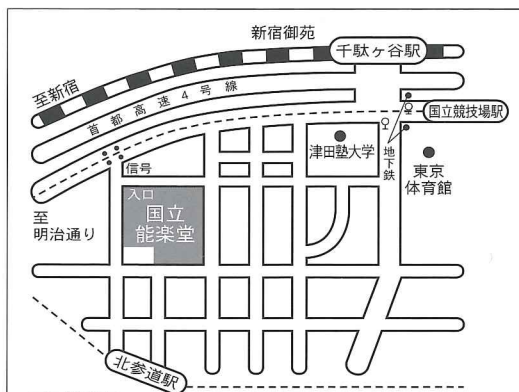 新宿御苑
千駄ヶ谷駅
至新宿
首都高速4号線
国立競技場駅
地下鉄
津田塾大学
東京
体育館
信号
入口
国立
能楽堂
至
明治通り
北参道駅